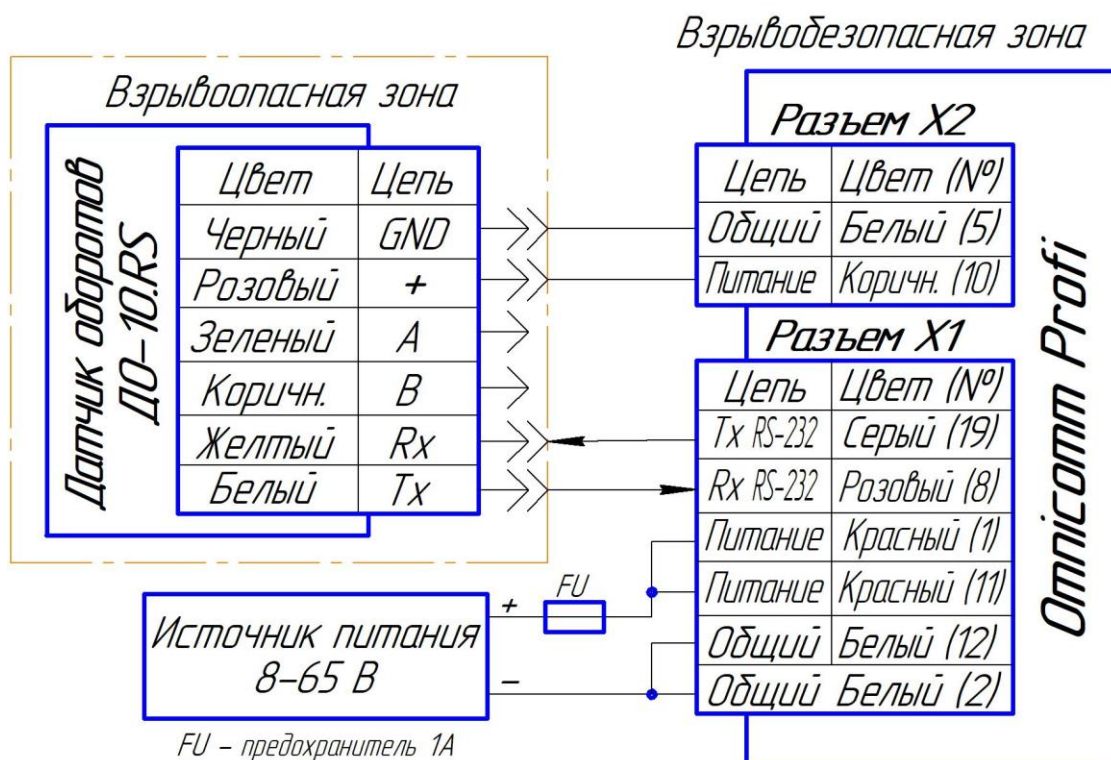 Взрывобезопасная зона
Взрывоопасная зона
Датчик оборотов
ДО-10.RS
Цвет Цепь
Черный GND
Розовый +
Зеленый A
Коричн. B
Желтый Rx
Белый Tx
Разъем X2
Цепь Цвет (№)
Общий Белый (5)
Питание Коричн. (10)
Разъем X1
Цепь Цвет (№)
Tx RS-232 Серый (19)
Rx RS-232 Розовый (8)
Питание Красный (1)
Питание Красный (11)
Общий Белый (12)
Общий Белый (2)
Omnicomm Profi
Источник питания
8-65 В
+
FU
-
FU - предохранитель 1А